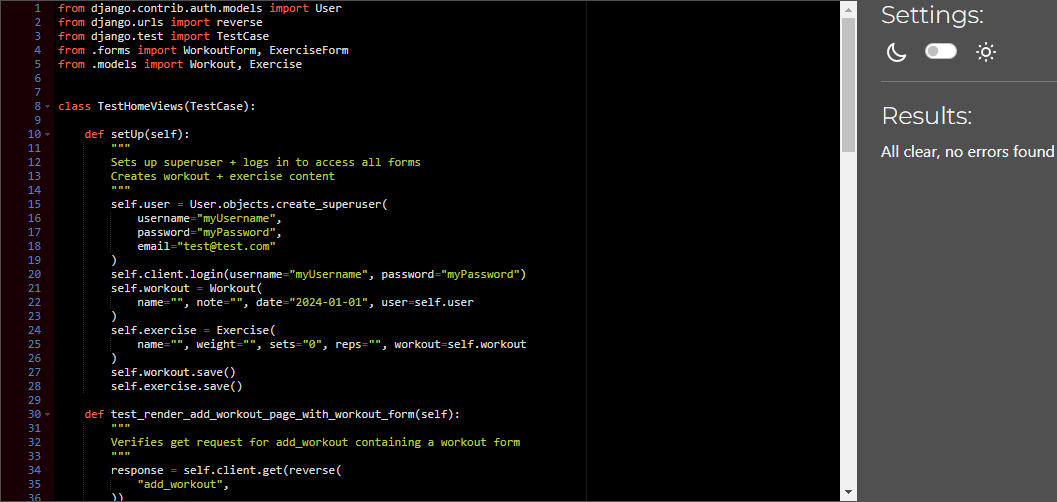 1 from django.contrib.auth.models import User
2 from django.urls import reverse
3 from django.test import TestCase
4 from .forms import WorkoutForm, ExerciseForm
5 from .models import Workout, Exercise
6
7
8 class TestHomeViews(TestCase):
9
10 def setUp(self):
11 """
12 Sets up superuser + logs in to access all forms
13 Creates workout + exercise content
14 """
15 self.user = User.objects.create_superuser(
16 username="myUsername",
17 password="myPassword",
18 email="test@test.com"
19 )
20 self.client.login(username="myUsername", password="myPassword")
21 self.workout = Workout(
22 name="", note="", date="2024-01-01", user=self.user
23 )
24 self.exercise = Exercise(
25 name="", weight="", sets="0", reps="", workout=self.workout
26 )
27 self.workout.save()
28 self.exercise.save()
29
30 def test_render_add_workout_page_with_workout_form(self):
31 """
32 Verifies get request for add_workout containing a workout form
33 """
34 response = self.client.get(reverse(
35 "add_workout",
36 ))
Settings:
Results:
All clear, no errors found